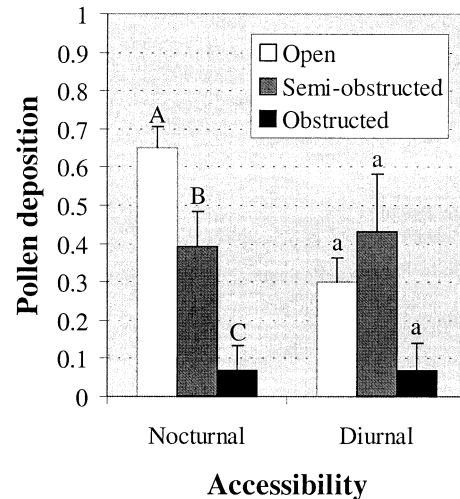 1
0.9
0.8
0.7
0.6
0.5
0.4
0.3
0.2
0.1
0
Pollen deposition
Open
Semi-obstructed
Obstructed
A
B
C
a
a
a
Nocturnal
Diurnal
Accessibility